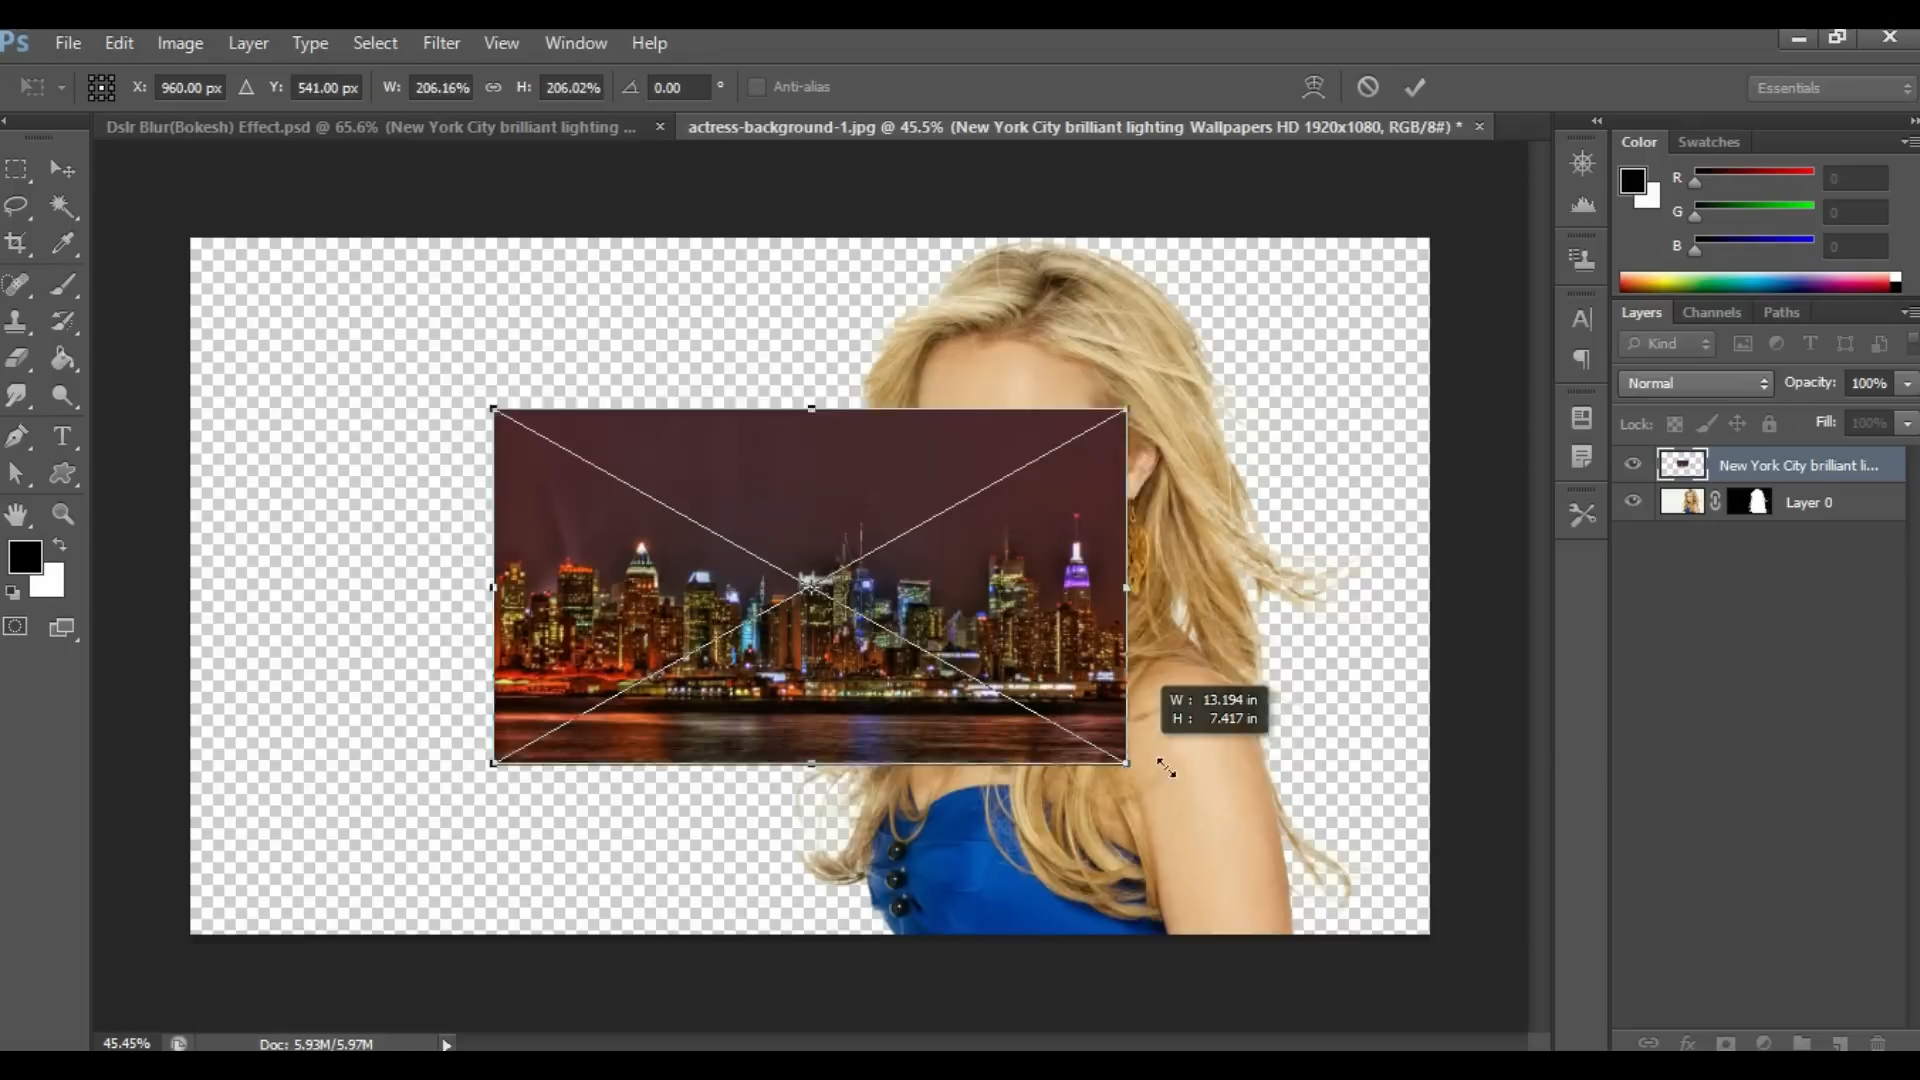 Ps File Edit Image Layer Type Select Filter View Window Help
X: 960.00 px Y: 541.00 px W: 206.16% H: 206.02% 0.00 ° Anti-alias Essentials
Dslr Blur(Bokesh) Effect.psd @ 65.6% (New York City brilliant lighting ... × actress-background-1.jpg @ 45.5% (New York City brilliant lighting Wallpapers HD 1920x1080, RGB/8#) * ×
Color Swatches
R 0
G 0
B 0
Layers Channels Paths
Kind
Normal Opacity: 100%
Lock: Fill: 100%
New York City brilliant li...
Layer 0
W : 13.194 in
H : 7.417 in
45.45% Doc: 5.93M/5.97M